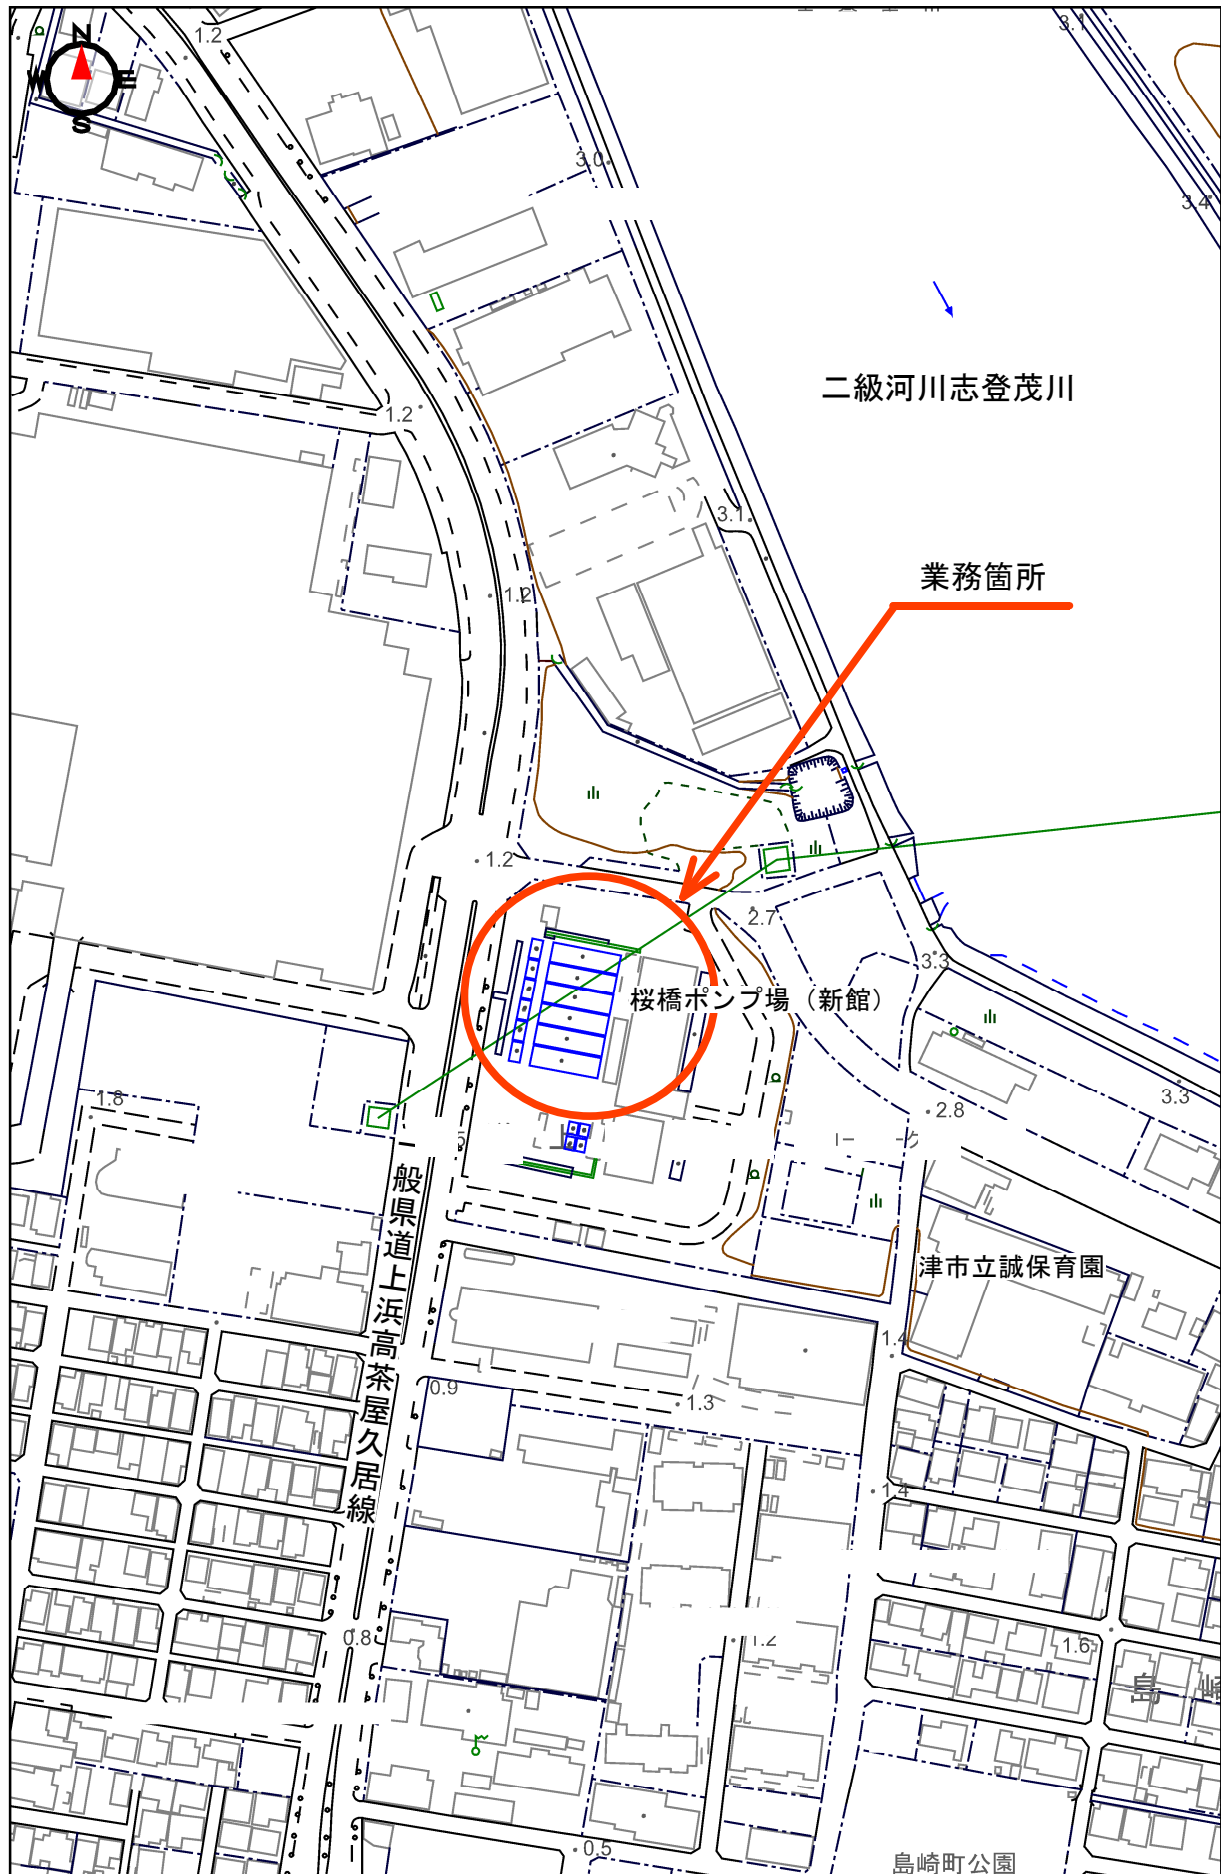 N
W E
S
1.2
3.1
3.0
3.4
二級河川志登茂川
1.2
3.1
業務箇所
1.2
1.2
2.7
3.3
桜橋ポンプ場（新館）
1.8
3.3
2.8
一般県道上浜高茶屋久居線
津市立誠保育園
1.4
0.9
1.3
1.4
0.8
1.2
1.6
島崎
0.5
島崎町公園